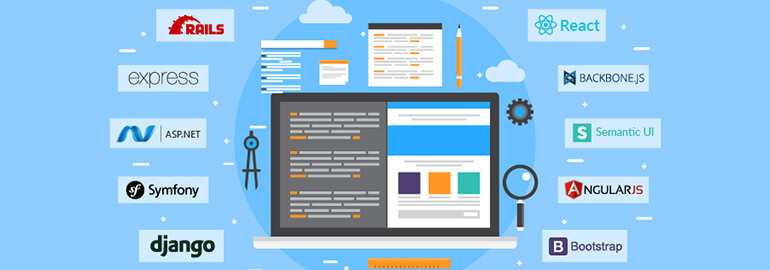 RAILS
express
ASP.NET
Symfony
django
React
BACKBONE.JS
Semantic UI
ANGULARJS
Bootstrap